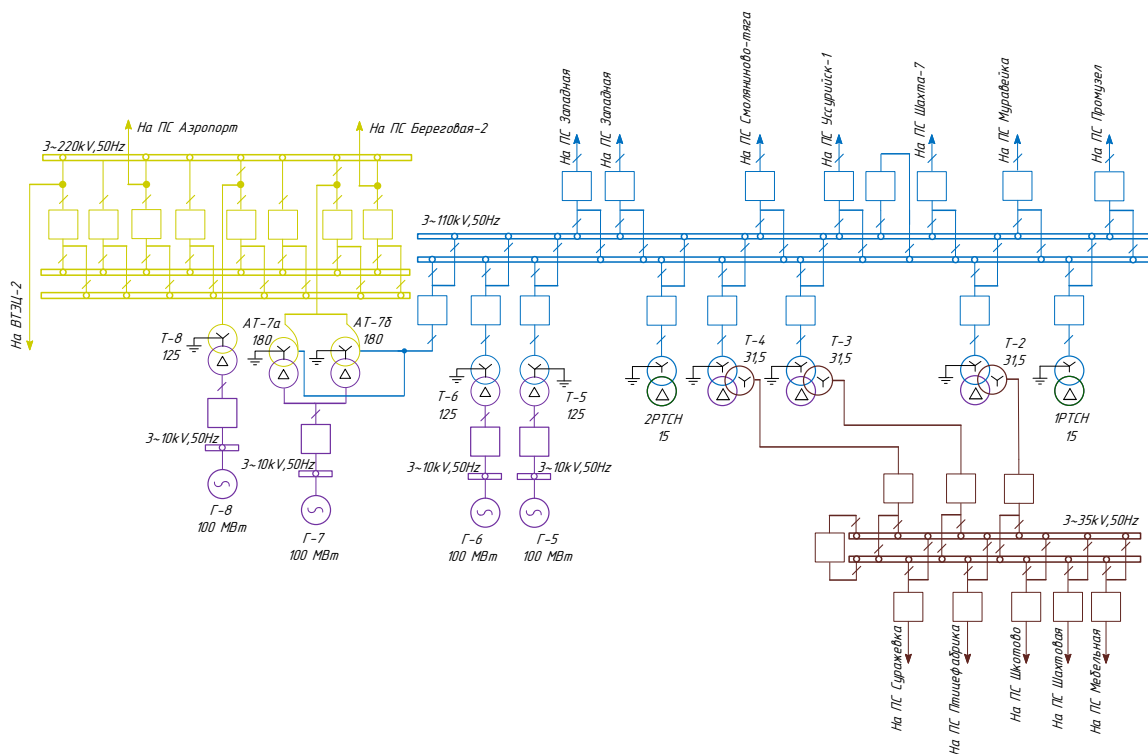 На ПС Аэропорт
На ПС Береговая-2
3~220kV,50Hz
На ВТЭЦ-2
На ПС Западная
На ПС Западная
На ПС Смоляниново-тяга
На ПС Уссурийск-1
На ПС Шахта-7
На ПС Муравейка
На ПС Промузел
3~110kV,50Hz
Т-8
125
АТ-7а
180
АТ-7б
180
Т-6
125
Т-5
125
2РТСН
15
Т-4
31,5
Т-3
31,5
Т-2
31,5
1РТСН
15
3~10kV,50Hz
3~10kV,50Hz
3~10kV,50Hz
3~10kV,50Hz
Г-8
100 МВт
Г-7
100 МВт
Г-6
100 МВт
Г-5
100 МВт
3~35kV,50Hz
На ПС Суражевка
На ПС Птицефабрика
На ПС Шкотово
На ПС Шахтовая
На ПС Мебельная